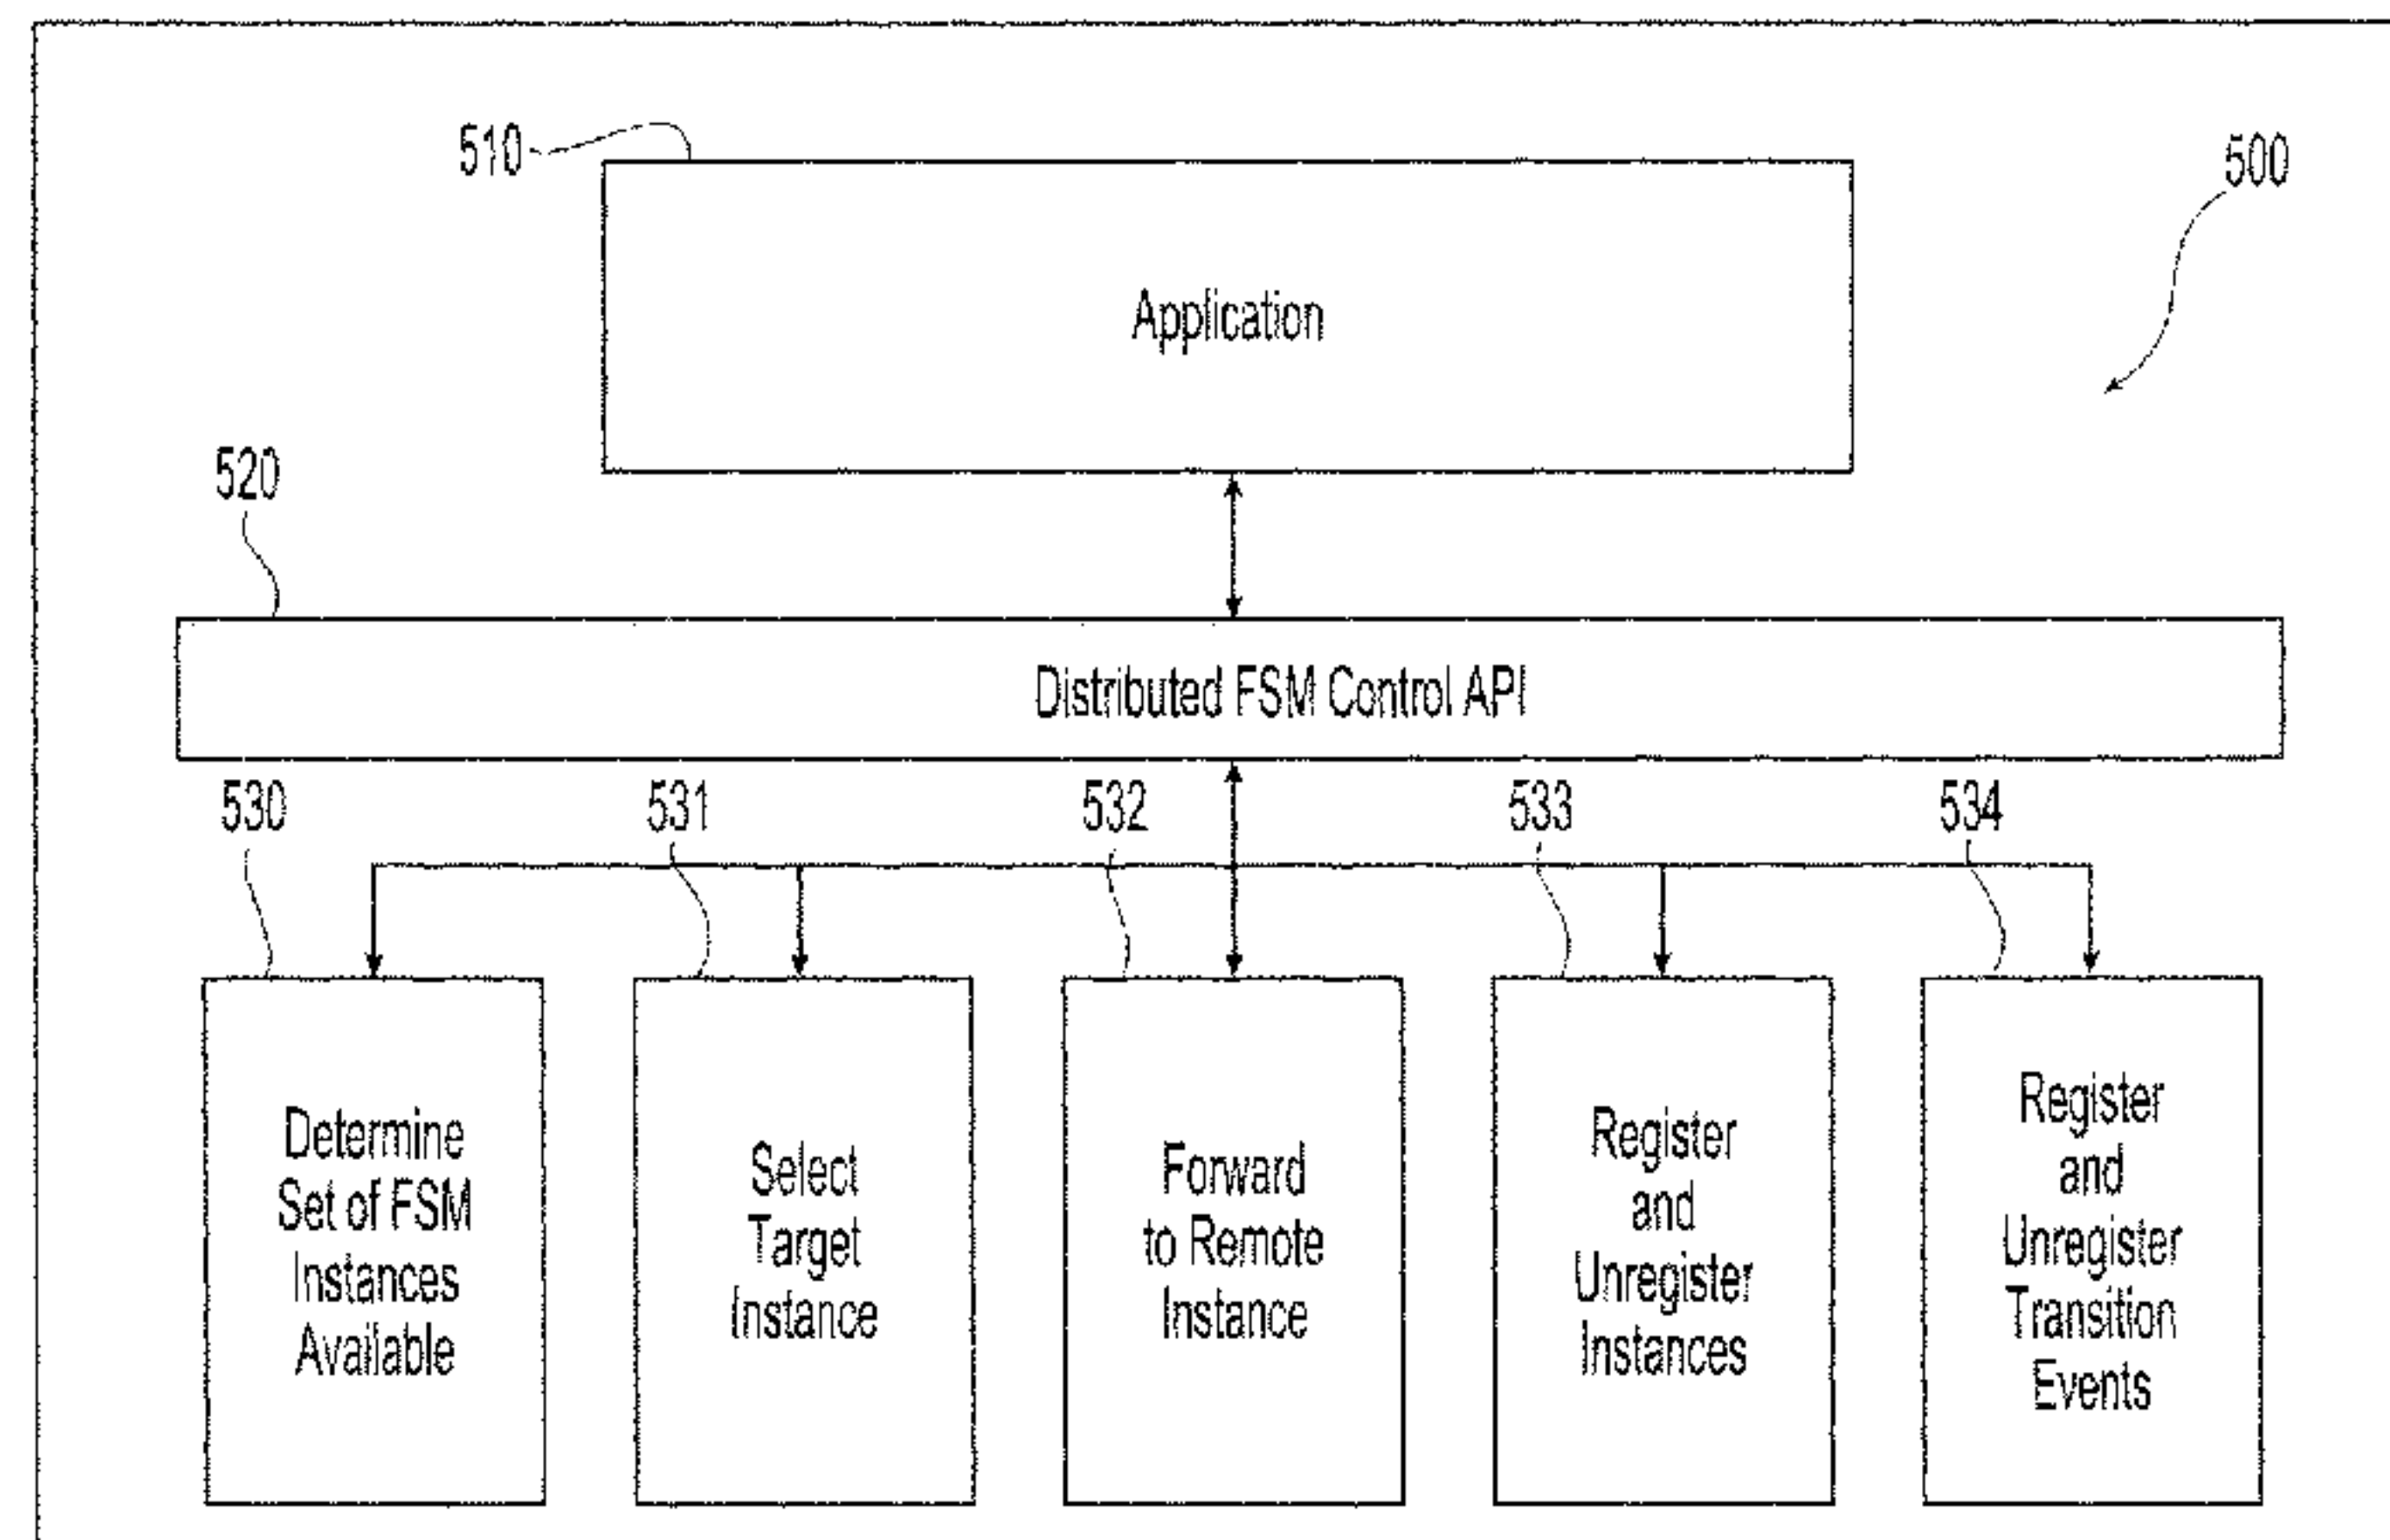 510
500
Application
520
Distributed FSM Control API
530
531
532
533
534
Determine
Set of FSM
Instances
Available
Select
Target
Instance
Forward
to Remote
Instance
Register
and
Unregister
Instances
Register
and
Unregister
Transition
Events